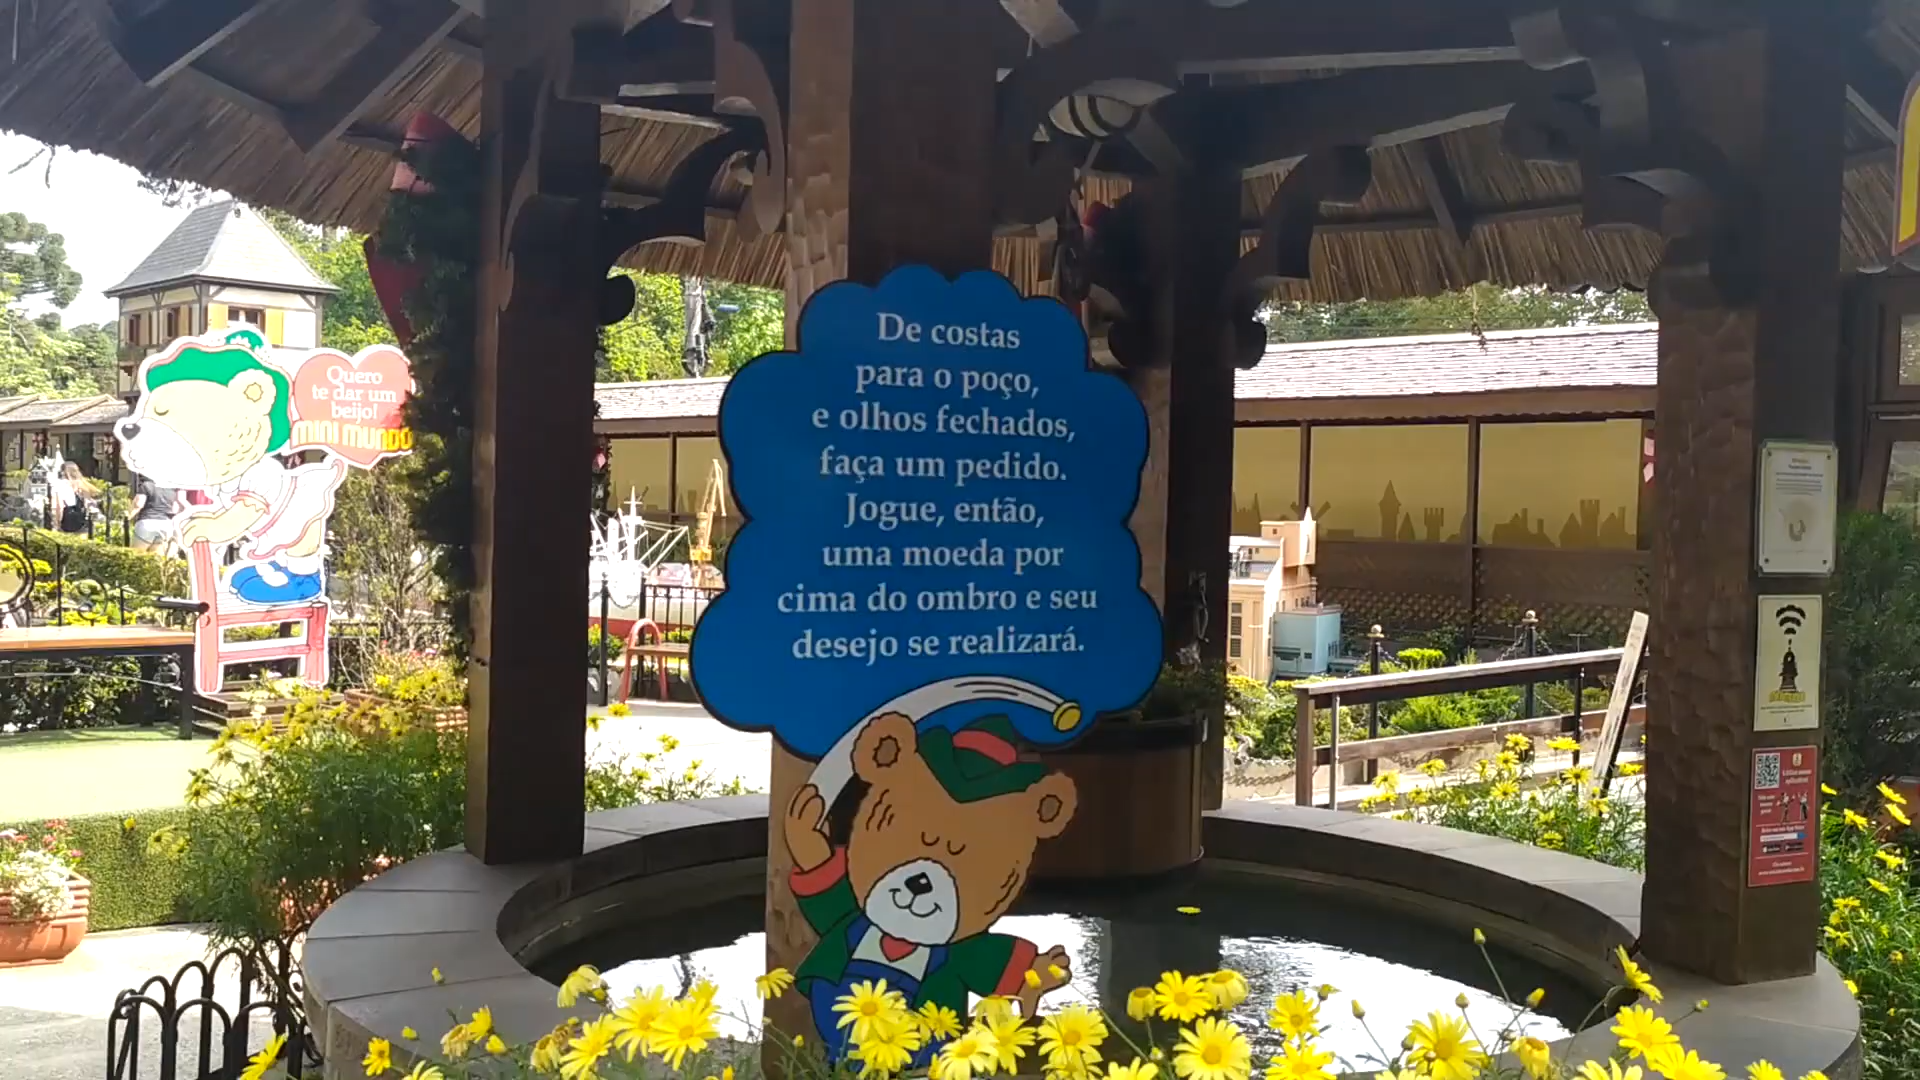 De costas
para o poço,
e olhos fechados,
faça um pedido.
Jogue, então,
uma moeda por
cima do ombro e seu
desejo se realizará.
Quero
te dar um
beijo!
MINI MUNDO